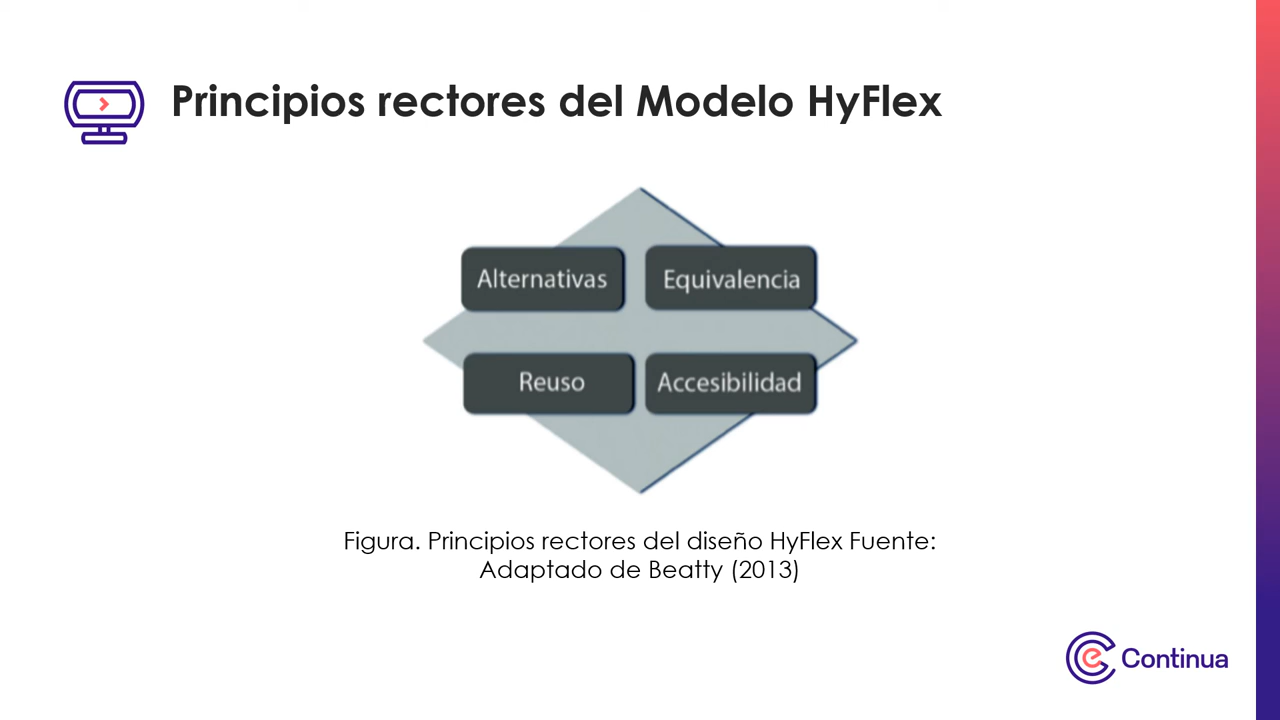 Principios rectores del Modelo HyFlex
Alternativas
Equivalencia
Reuso
Accesibilidad
Figura. Principios rectores del diseño HyFlex Fuente:
Adaptado de Beatty (2013)
e Continua